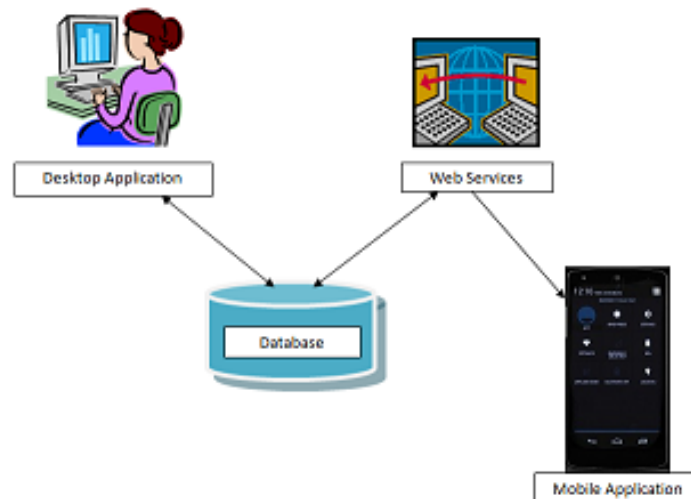 Desktop Application
Web Services
Database
Mobile Application